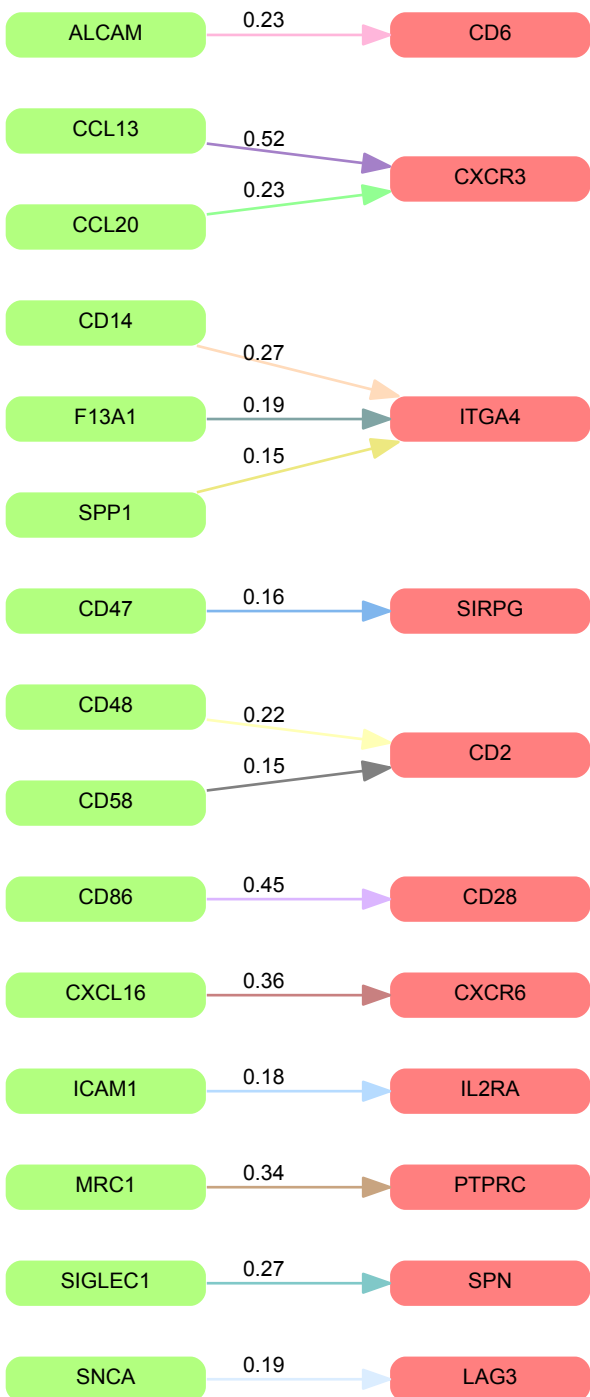 ALCAM 0.23 CD6
CCL13 0.52
CXCR3
CCL20 0.23
CD14 0.27
F13A1 0.19 ITGA4
SPP1 0.15
CD47 0.16 SIRPG
CD48 0.22
CD2
CD58 0.15
CD86 0.45 CD28
CXCL16 0.36 CXCR6
ICAM1 0.18 IL2RA
MRC1 0.34 PTPRC
SIGLEC1 0.27 SPN
SNCA 0.19 LAG3